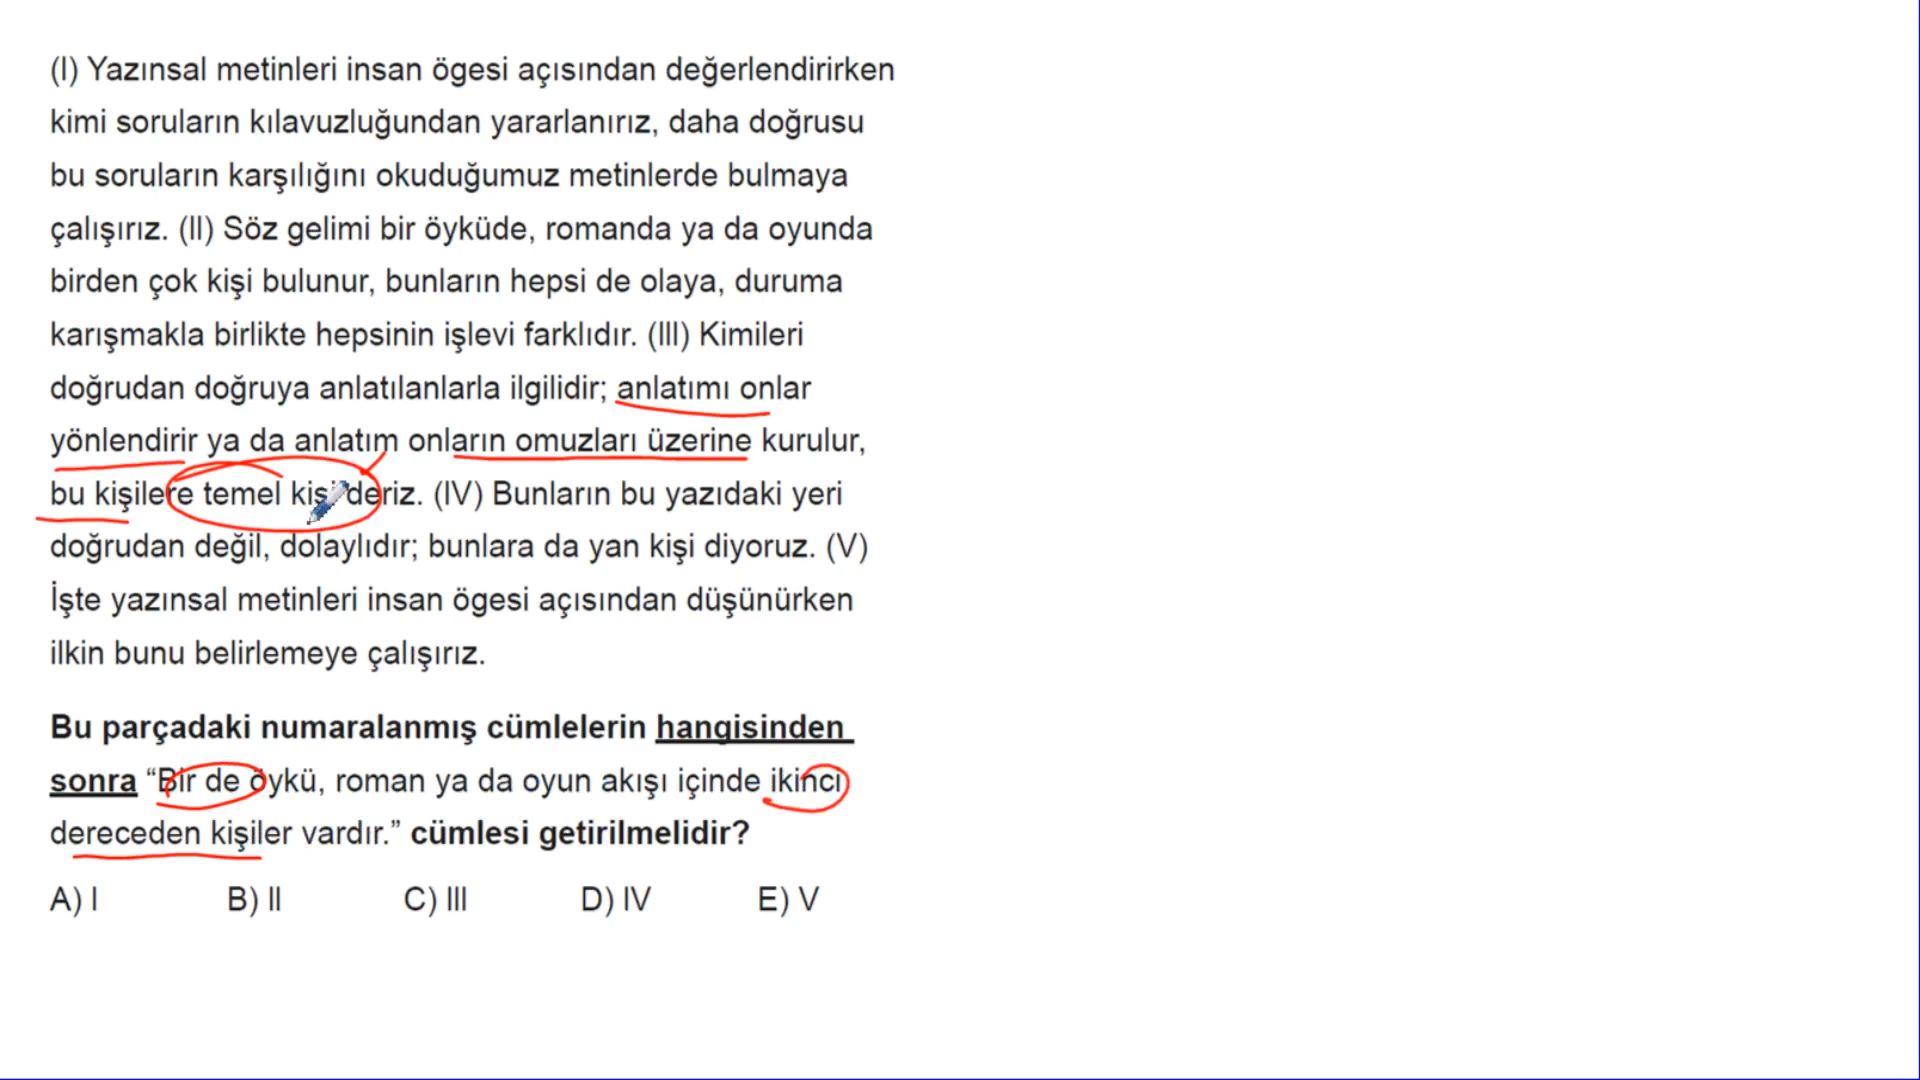 (I) Yazınsal metinleri insan ögesi açısından değerlendirirken
kimi soruların kılavuzluğundan yararlanırız, daha doğrusu
bu soruların karşılığını okuduğumuz metinlerde bulmaya
çalışırız. (II) Söz gelimi bir öyküde, romanda ya da oyunda
birden çok kişi bulunur, bunların hepsi de olaya, duruma
karışmakla birlikte hepsinin işlevi farklıdır. (III) Kimileri
doğrudan doğruya anlatılanlarla ilgilidir; anlatımı onlar
yönlendirir ya da anlatım onların omuzları üzerine kurulur,
bu kişilere temel kişi deriz. (IV) Bunların bu yazıdaki yeri
doğrudan değil, dolaylıdır; bunlara da yan kişi diyoruz. (V)
İşte yazınsal metinleri insan ögesi açısından düşünürken
ilkin bunu belirlemeye çalışırız.
Bu parçadaki numaralanmış cümlelerin hangisinden
sonra “Bir de öykü, roman ya da oyun akışı içinde ikinci
dereceden kişiler vardır.” cümlesi getirilmelidir?
A) I B) II C) III D) IV E) V